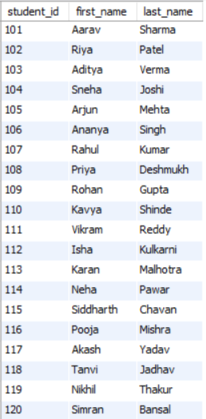 student_id first_name last_name
101 Aarav Sharma
102 Riya Patel
103 Aditya Verma
104 Sneha Joshi
105 Arjun Mehta
106 Ananya Singh
107 Rahul Kumar
108 Priya Deshmukh
109 Rohan Gupta
110 Kavya Shinde
111 Vikram Reddy
112 Isha Kulkarni
113 Karan Malhotra
114 Neha Pawar
115 Siddharth Chavan
116 Pooja Mishra
117 Akash Yadav
118 Tanvi Jadhav
119 Nikhil Thakur
120 Simran Bansal